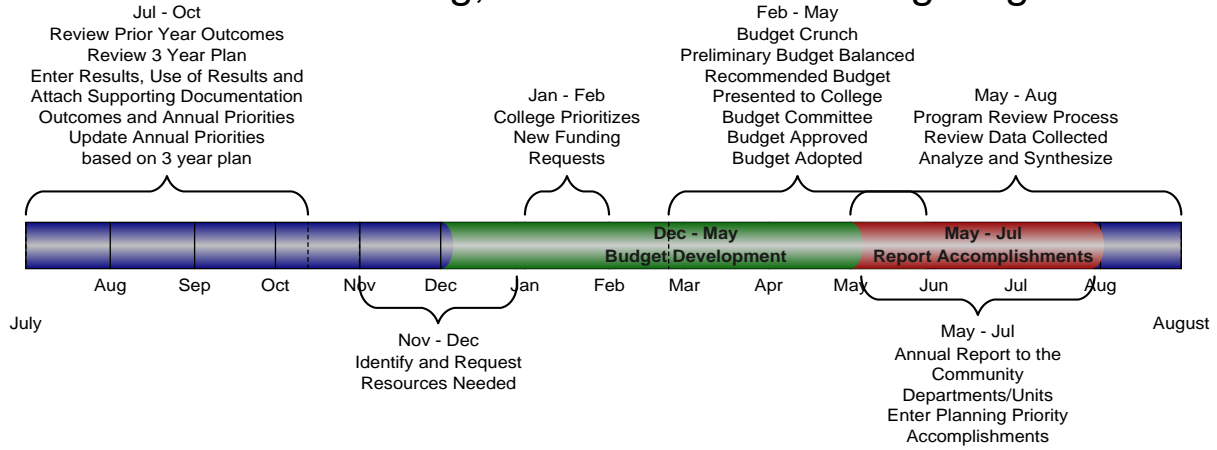 Jul - Oct
Review Prior Year Outcomes
Review 3 Year Plan
Enter Results, Use of Results and
Attach Supporting Documentation
Outcomes and Annual Priorities
Update Annual Priorities
based on 3 year plan
Jan - Feb
College Prioritizes
New Funding
Requests
Feb - May
Budget Crunch
Preliminary Budget Balanced
Recommended Budget
Presented to College
Budget Committee
Budget Approved
Budget Adopted
May - Aug
Program Review Process
Review Data Collected
Analyze and Synthesize
Dec - May
Budget Development
May - Jul
Report Accomplishments
Aug Sep Oct Nov Dec Jan Feb Mar Apr May Jun Jul Aug
July
August
Nov - Dec
Identify and Request
Resources Needed
May - Jul
Annual Report to the
Community
Departments/Units
Enter Planning Priority
Accomplishments